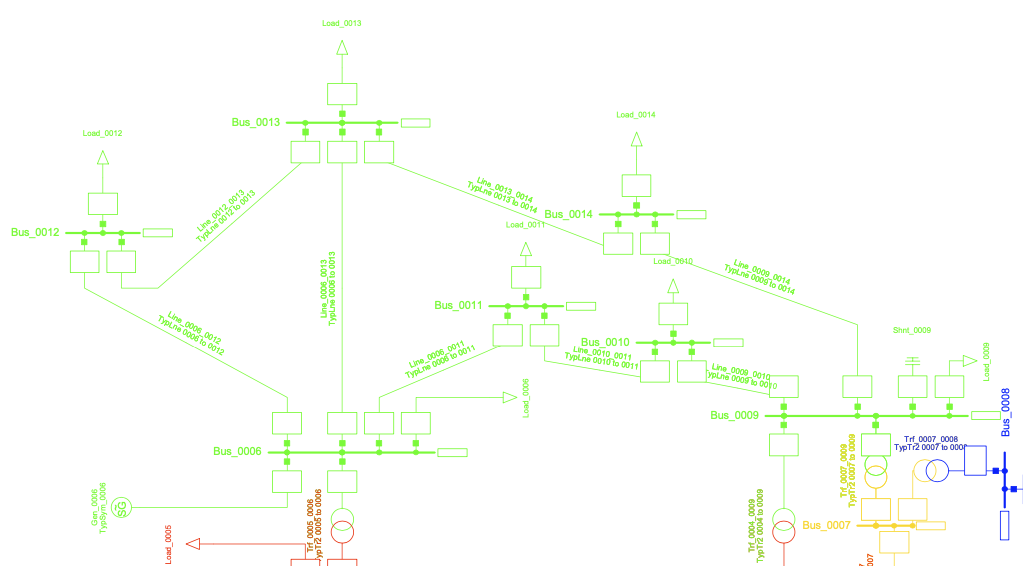 Load_0013
Bus_0013
Load_0012
Load_0014
Line_0012_0013
TypLne 0012 to 0013
Line_0013_0014
TypLne 0013 to 0014
Bus_0014
Load_0011
Bus_0012
Load_0010
Line_0009_0014
TypLne 0009 to 0014
Line_0006_0013
TypLne 0006 to 0013
Bus_0011
Line_0006_0012
TypLne 0006 to 0012
Shnt_0009
Bus_0010
Line_0006_0011
TypLne 0006 to 0011
Line_0010_0011
TypLne 0010 to 0011
Line_0009_0010
TypLne 0009 to 0010
Load_0009
Load_0006
Bus_0009
Bus_0008
Bus_0006
Trf_0007_0008
TypTr2 0007 to 0008
Trf_0007_0009
TypTr2 0007 to 0009
Gen_0006
TypSym_0006
SG
Trf_0005_0006
TypTr2 0005 to 0006
Trf_0004_0009
TypTr2 0004 to 0009
Bus_0007
Load_0005